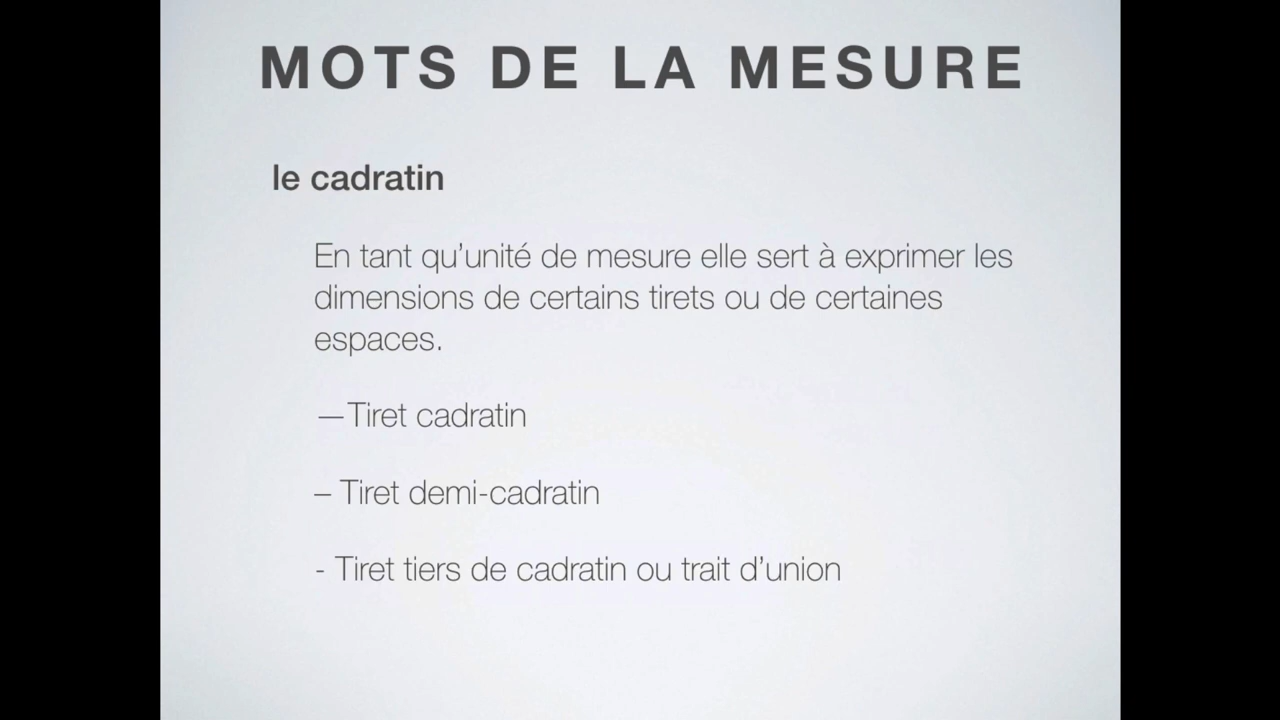 MOTS DE LA MESURE
le cadratin
En tant qu’unité de mesure elle sert à exprimer les
dimensions de certains tirets ou de certaines
espaces.
—Tiret cadratin
– Tiret demi-cadratin
- Tiret tiers de cadratin ou trait d’union